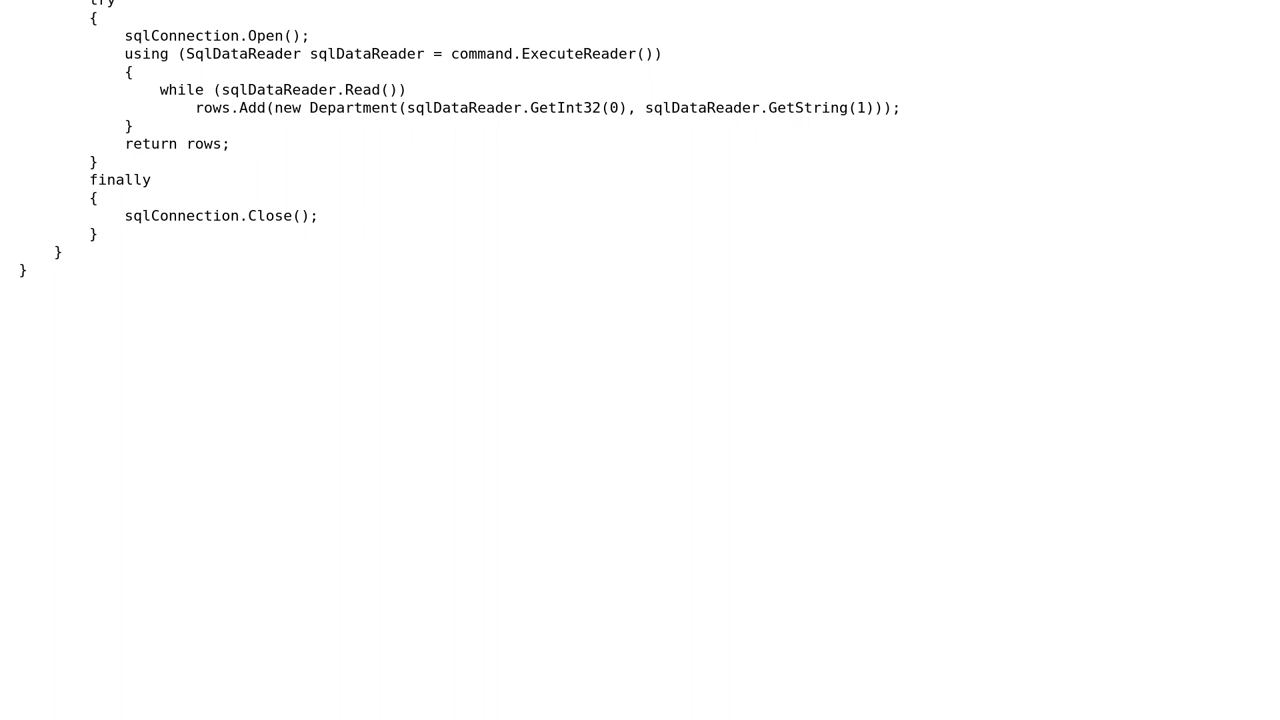 try
{
sqlConnection.Open();
using (SqlDataReader sqlDataReader = command.ExecuteReader())
{
while (sqlDataReader.Read())
rows.Add(new Department(sqlDataReader.GetInt32(0), sqlDataReader.GetString(1)));
}
return rows;
}
finally
{
sqlConnection.Close();
}
}
}